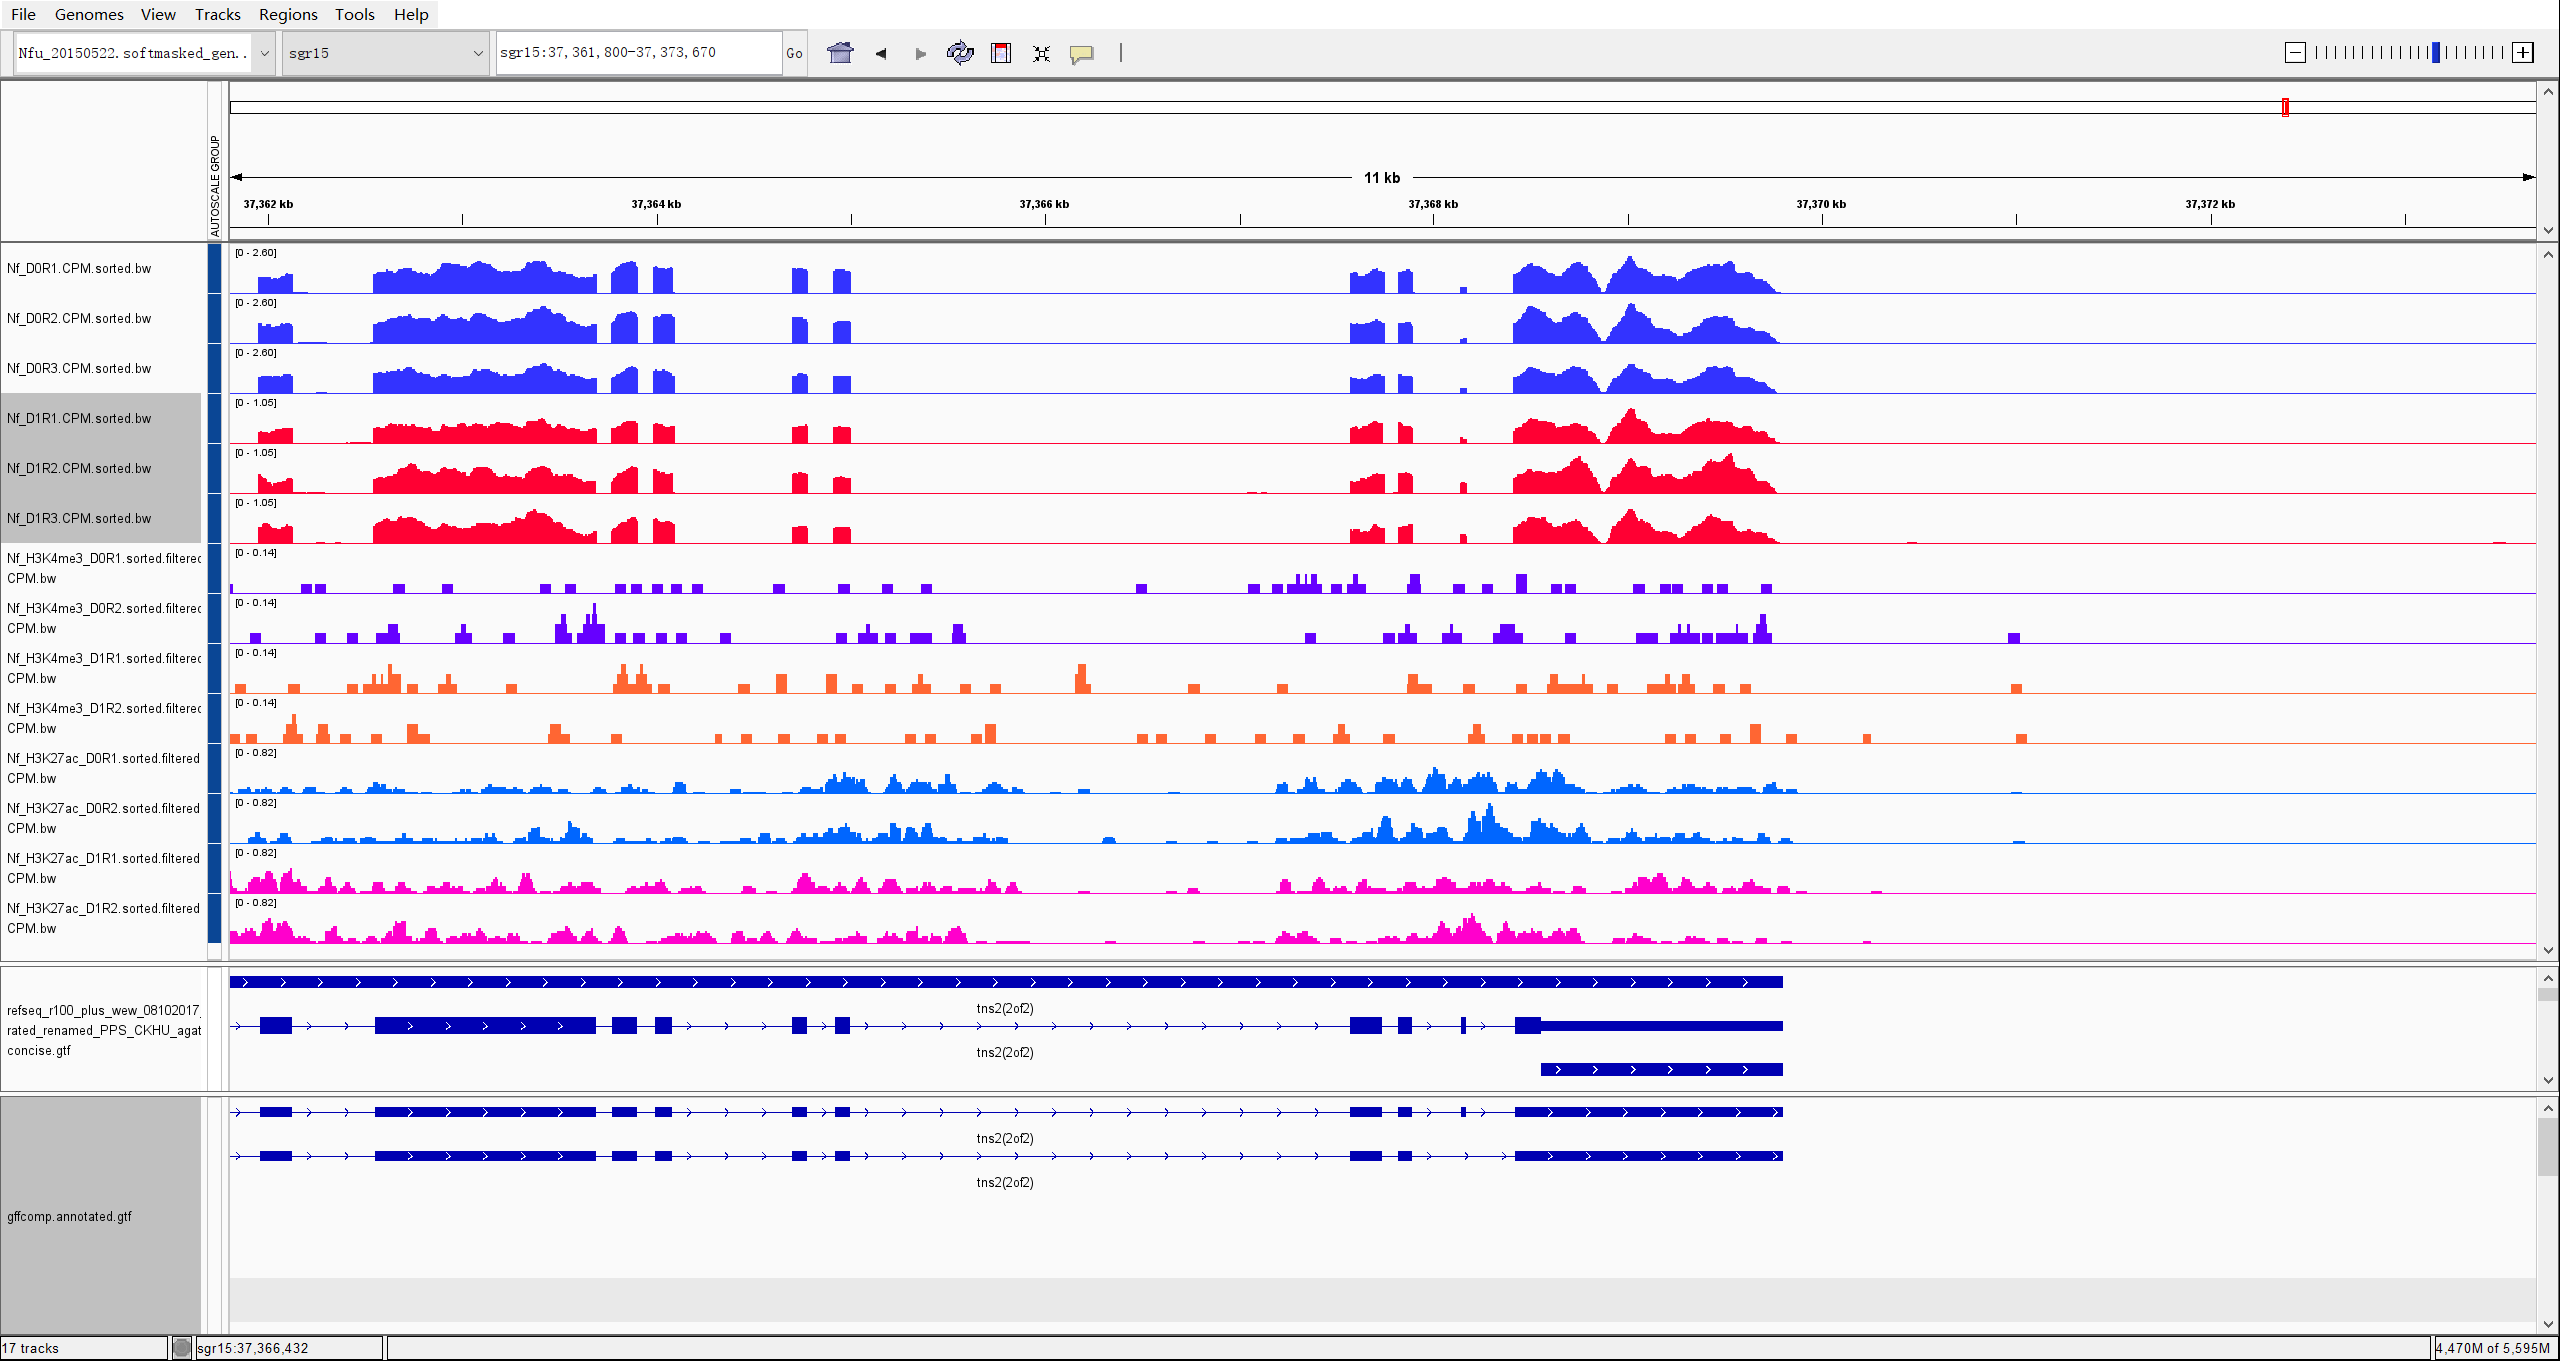 File Genomes View Tracks Regions Tools Help
Nfu_20150522.softmasked_gen.. sgr15 sgr15:37,361,800-37,373,670 Go
AUTOSCALE GROUP
11 kb
37,362 kb 37,364 kb 37,366 kb 37,368 kb 37,370 kb 37,372 kb
[0 - 2.60]
Nf_D0R1.CPM.sorted.bw
[0 - 2.60]
Nf_D0R2.CPM.sorted.bw
[0 - 2.60]
Nf_D0R3.CPM.sorted.bw
[0 - 1.05]
Nf_D1R1.CPM.sorted.bw
[0 - 1.05]
Nf_D1R2.CPM.sorted.bw
[0 - 1.05]
Nf_D1R3.CPM.sorted.bw
[0 - 0.14]
Nf_H3K4me3_D0R1.sorted.filtered
CPM.bw
[0 - 0.14]
Nf_H3K4me3_D0R2.sorted.filtered
CPM.bw
[0 - 0.14]
Nf_H3K4me3_D1R1.sorted.filtered
CPM.bw
[0 - 0.14]
Nf_H3K4me3_D1R2.sorted.filtered
CPM.bw
[0 - 0.82]
Nf_H3K27ac_D0R1.sorted.filtered
CPM.bw
[0 - 0.82]
Nf_H3K27ac_D0R2.sorted.filtered
CPM.bw
[0 - 0.82]
Nf_H3K27ac_D1R1.sorted.filtered
CPM.bw
[0 - 0.82]
Nf_H3K27ac_D1R2.sorted.filtered
CPM.bw
refseq_r100_plus_wew_08102017_
rated_renamed_PPS_CKHU_agat
concise.gtf
tns2(2of2)
tns2(2of2)
gffcomp.annotated.gtf
tns2(2of2)
tns2(2of2)
17 tracks sgr15:37,366,432 4,470M of 5,595M